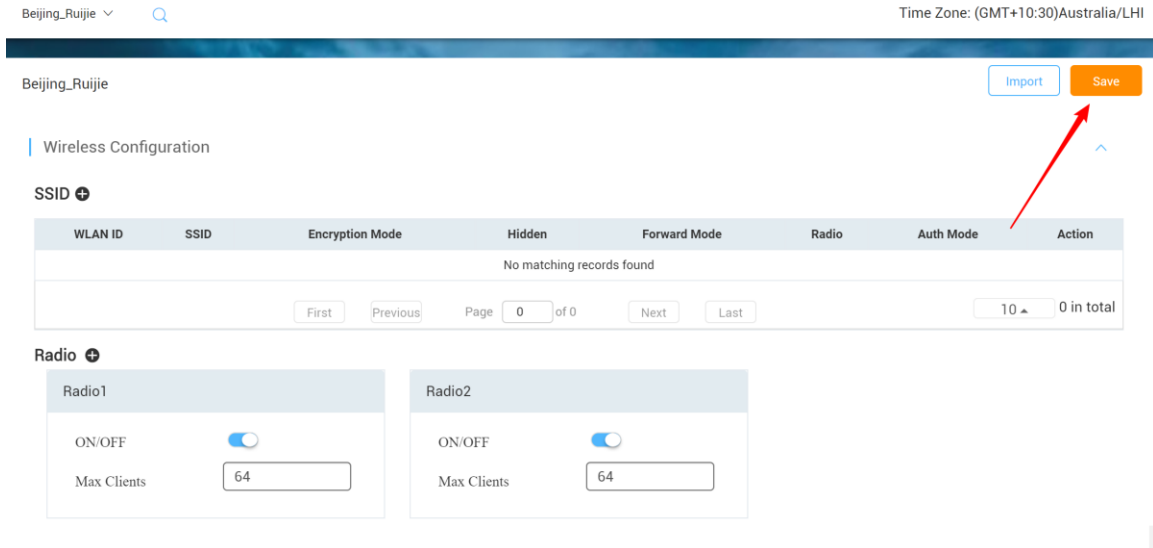 Beijing_Ruijie Time Zone: (GMT+10:30)Australia/LHI
Beijing_Ruijie Import Save
Wireless Configuration
SSID
WLAN ID SSID Encryption Mode Hidden Forward Mode Radio Auth Mode Action
No matching records found
First Previous Page 0 of 0 Next Last 10 0 in total
Radio
Radio1 Radio2
ON/OFF ON/OFF
Max Clients 64 Max Clients 64